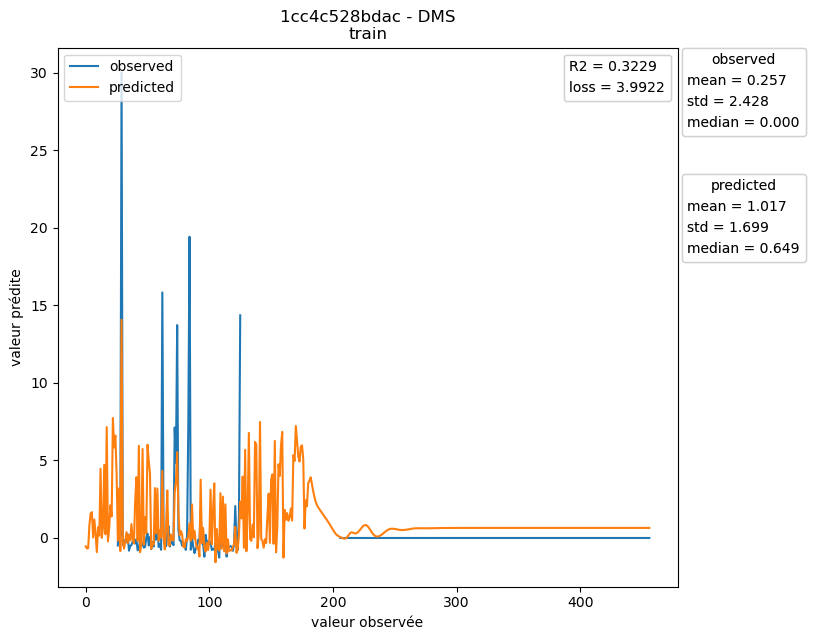 1cc4c528bdac - DMS
train
observed
predicted
R2 = 0.3229
loss = 3.9922
observed
mean = 0.257
std = 2.428
median = 0.000
predicted
mean = 1.017
std = 1.699
median = 0.649
valeur prédite
30
25
20
15
10
5
0
0
100
200
300
400
valeur observée